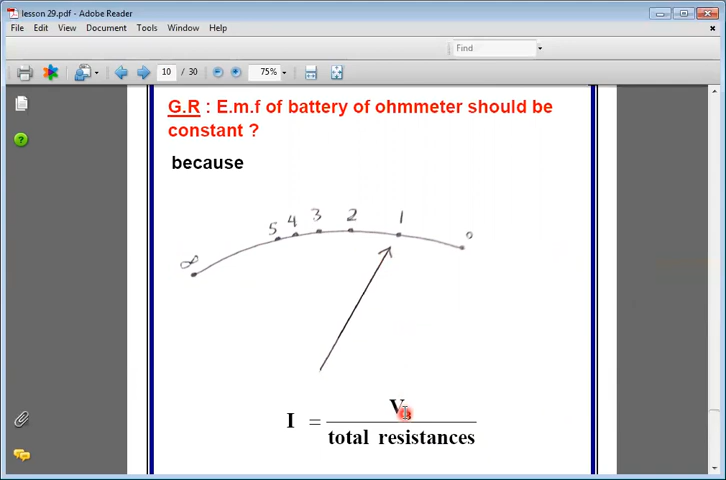 lesson 29.pdf - Adobe Reader
File Edit View Document Tools Window Help
10 / 30 75% Find
G.R : E.m.f of battery of ohmmeter should be
constant ?
because
∞ 5 4 3 2 1 0
I = V
total resistances